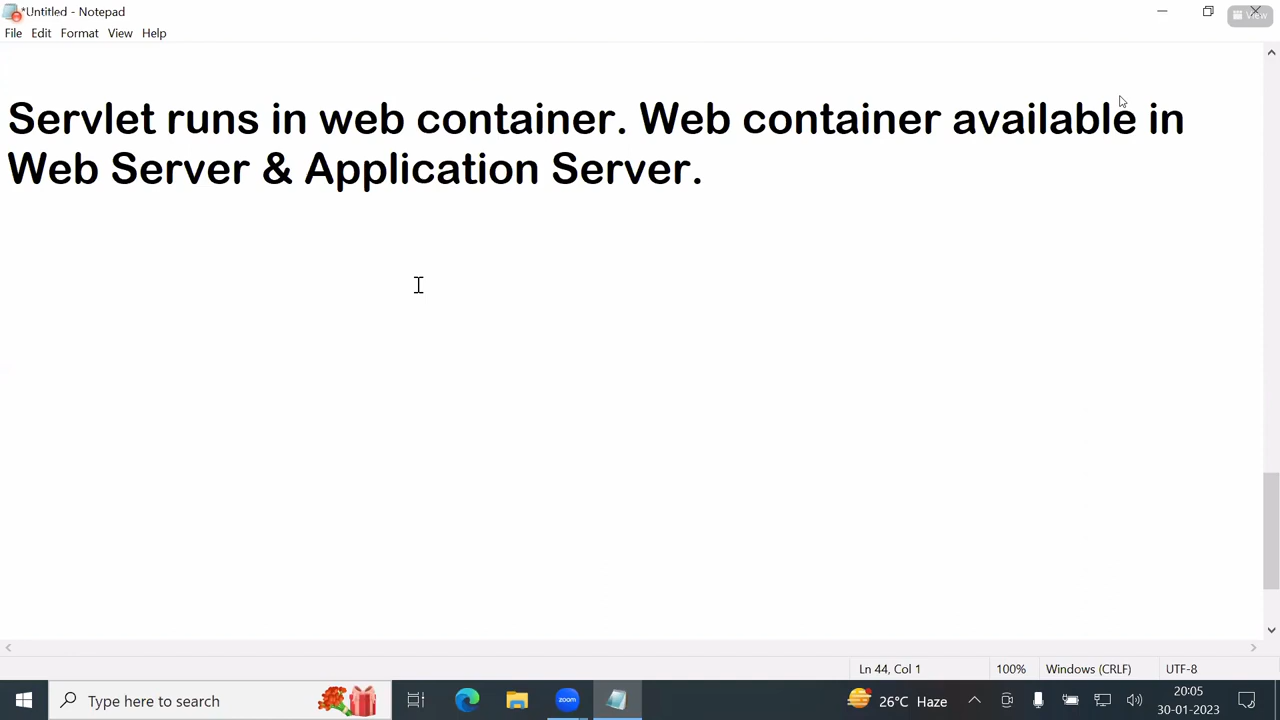 *Untitled - Notepad
View
File Edit Format View Help
Servlet runs in web container. Web container available in
Web Server & Application Server.
Ln 44, Col 1 100% Windows (CRLF) UTF-8
Type here to search
zoom
26°C Haze
20:05
30-01-2023